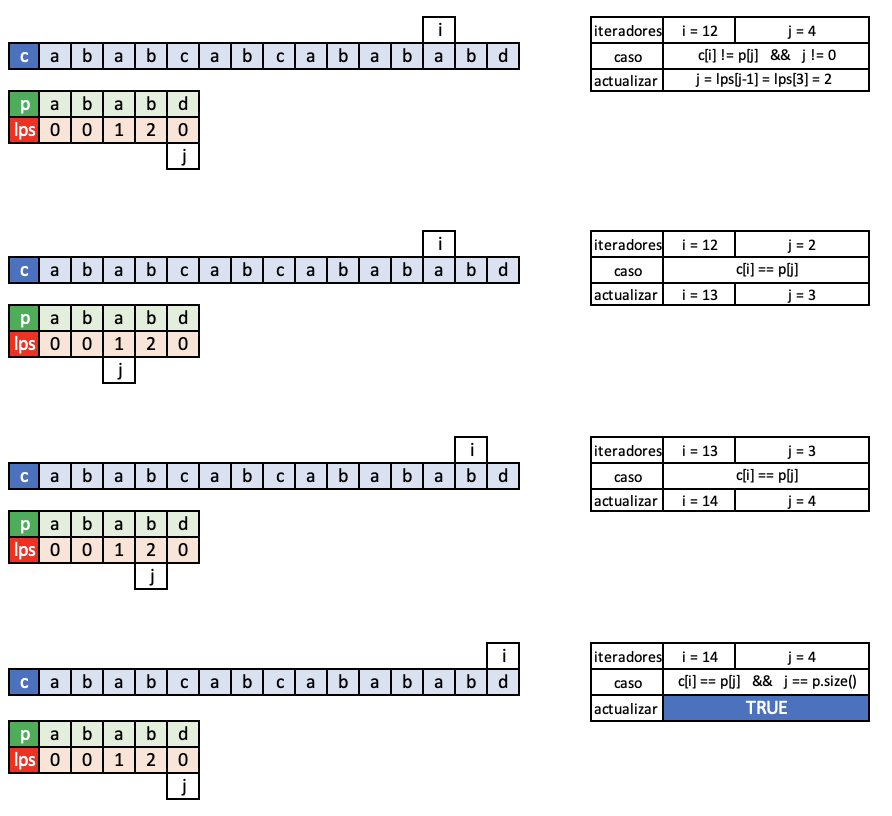 i
c a b a b c a b c a b a b a b d
p a b a b d
lps 0 0 1 2 0
j
iteradores i = 12 j = 4
caso c[i] != p[j] && j != 0
actualizar j = lps[j-1] = lps[3] = 2
i
c a b a b c a b c a b a b a b d
p a b a b d
lps 0 0 1 2 0
j
iteradores i = 12 j = 2
caso c[i] == p[j]
actualizar i = 13 j = 3
i
c a b a b c a b c a b a b a b d
p a b a b d
lps 0 0 1 2 0
j
iteradores i = 13 j = 3
caso c[i] == p[j]
actualizar i = 14 j = 4
i
c a b a b c a b c a b a b a b d
p a b a b d
lps 0 0 1 2 0
j
iteradores i = 14 j = 4
caso c[i] == p[j] && j == p.size()
actualizar TRUE